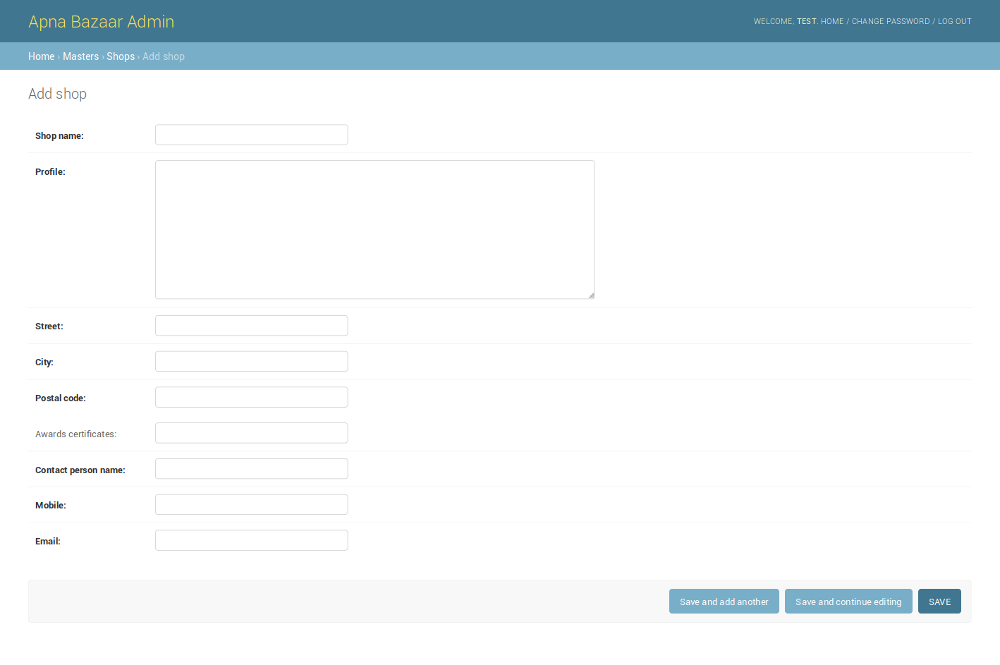 Apna Bazaar Admin
WELCOME, TEST. HOME / CHANGE PASSWORD / LOG OUT
Home › Masters › Shops › Add shop
Add shop
Shop name:
Profile:
Street:
City:
Postal code:
Awards certificates:
Contact person name:
Mobile:
Email:
Save and add another
Save and continue editing
SAVE